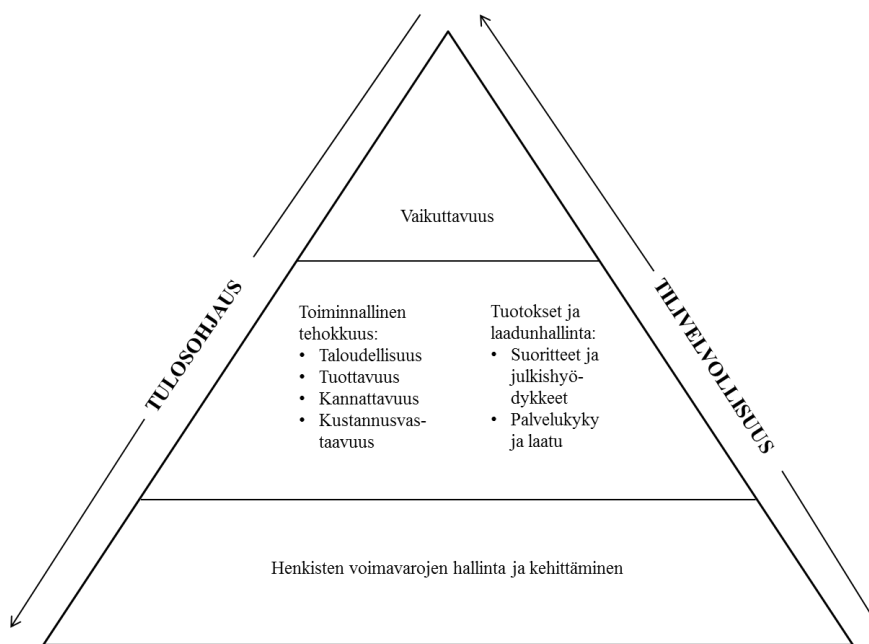 Vaikuttavuus
TULOSOHJAUS
TILIVELVOLLISUUS
Toiminnallinen
tehokkuus:
• Taloudellisuus
• Tuottavuus
• Kannattavuus
• Kustannusvas-
taavuus
Tuotokset ja
laadunhallinta:
• Suoritteet ja
julkishyö-
dykkeet
• Palvelukyky
ja laatu
Henkisten voimavarojen hallinta ja kehittäminen